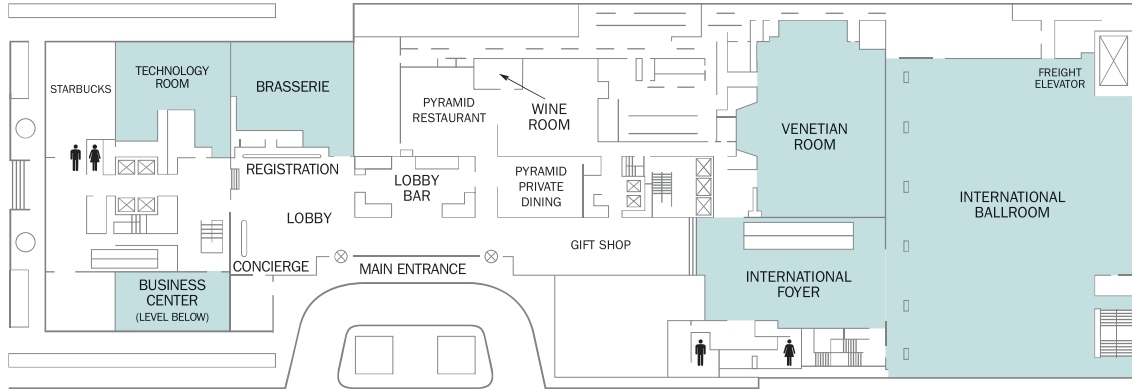 STARBUCKS
TECHNOLOGY
ROOM
BRASSERIE
PYRAMID
RESTAURANT
WINE
ROOM
VENETIAN
ROOM
FREIGHT
ELEVATOR
INTERNATIONAL
BALLROOM
REGISTRATION
LOBBY
BAR
PYRAMID
PRIVATE
DINING
LOBBY
GIFT SHOP
CONCIERGE
MAIN ENTRANCE
INTERNATIONAL
FOYER
BUSINESS
CENTER
(LEVEL BELOW)